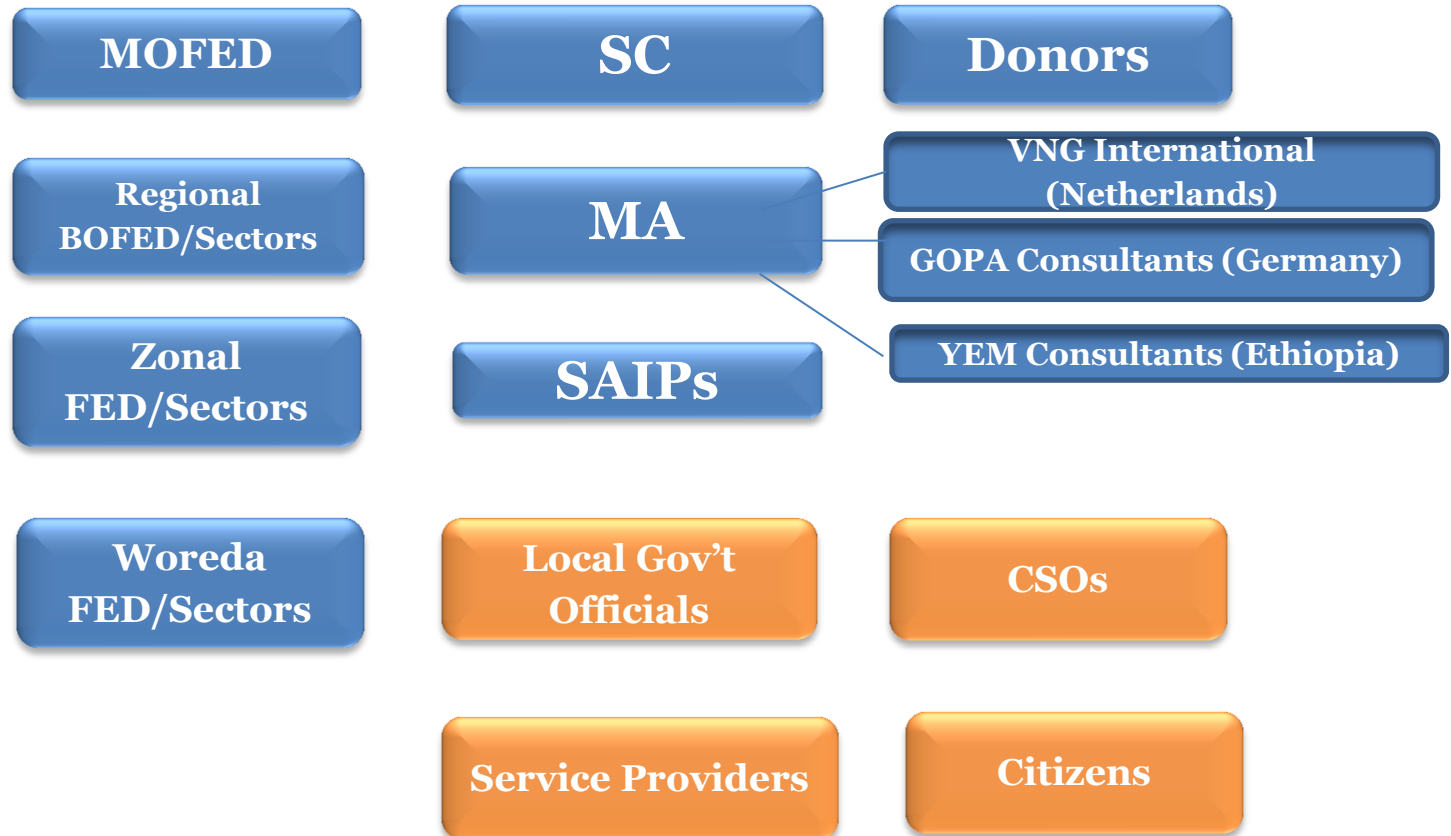 MOFED
SC
Donors
Regional
BOFED/Sectors
MA
VNG International
(Netherlands)
GOPA Consultants (Germany)
YEM Consultants (Ethiopia)
Zonal
FED/Sectors
SAIPs
Woreda
FED/Sectors
Local Gov’t
Officials
CSOs
Service Providers
Citizens